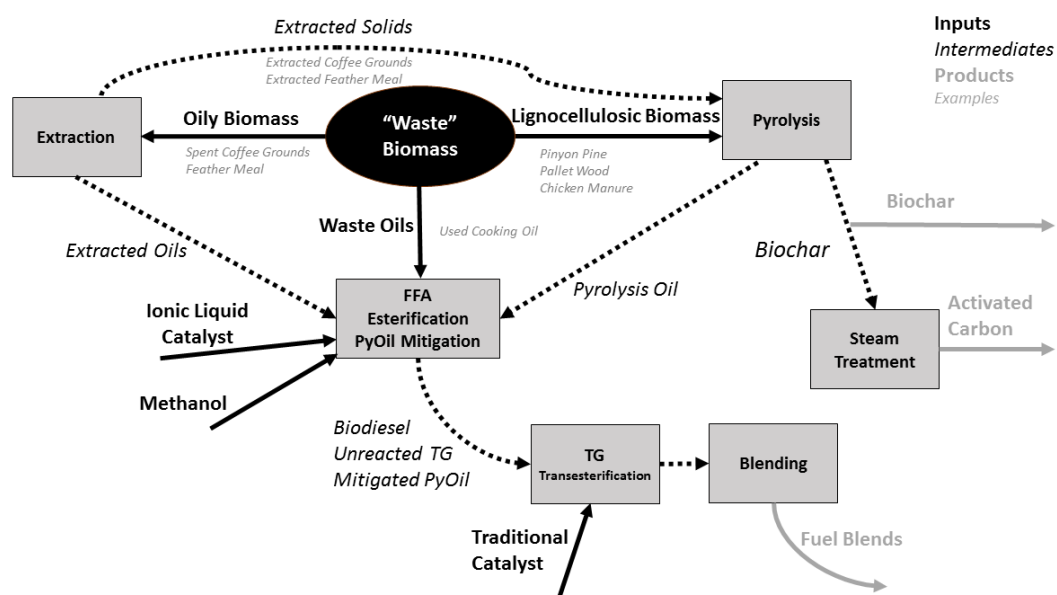 Extracted Solids
Extracted Coffee Grounds
Extracted Feather Meal
Inputs
Intermediates
Products
Examples
Extraction
Oily Biomass
Spent Coffee Grounds
Feather Meal
“Waste”
Biomass
Lignocellulosic Biomass
Pinyon Pine
Pallet Wood
Chicken Manure
Pyrolysis
Waste Oils
Used Cooking Oil
Biochar
Extracted Oils
Pyrolysis Oil
Biochar
Ionic Liquid
Catalyst
Methanol
FFA
Esterification
PyOil Mitigation
Steam
Treatment
Activated
Carbon
Biodiesel
Unreacted TG
Mitigated PyOil
TG
Transesterification
Blending
Traditional
Catalyst
Fuel Blends